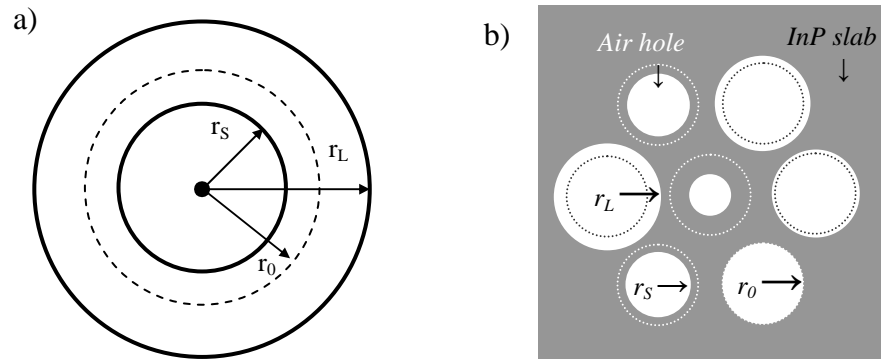 a)
r_S
r_L
r_0
b)
Air hole
InP slab
↓
↓
r_L
r_S
r_0